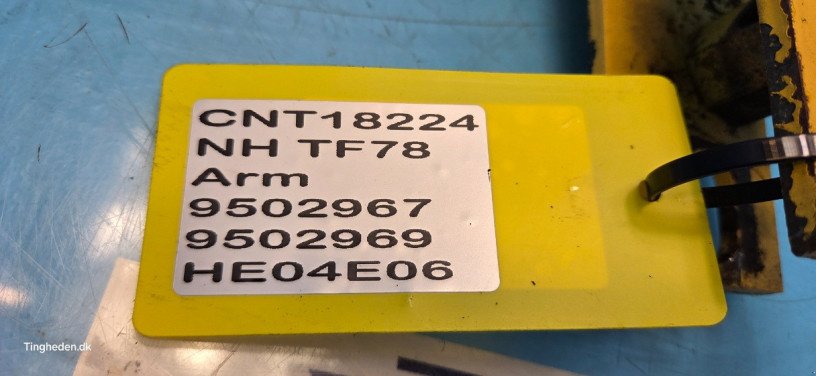 CNT18224
NH TF78
Arm
9502967
9502969
HE04E06
Tingheden.dk